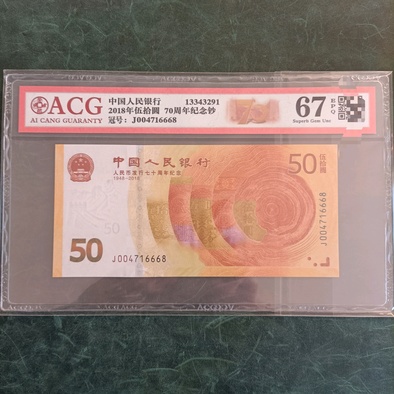 ACG
AI CANG GUARANTY
中国人民银行 13343291
2018年伍拾圆 70周年纪念钞
冠号: J004716668
67 EPQ
Superb Gem Unc
中国人民银行
人民币发行七十周年纪念
1948-2018
50 伍拾圆
J004716668
50 J004716668